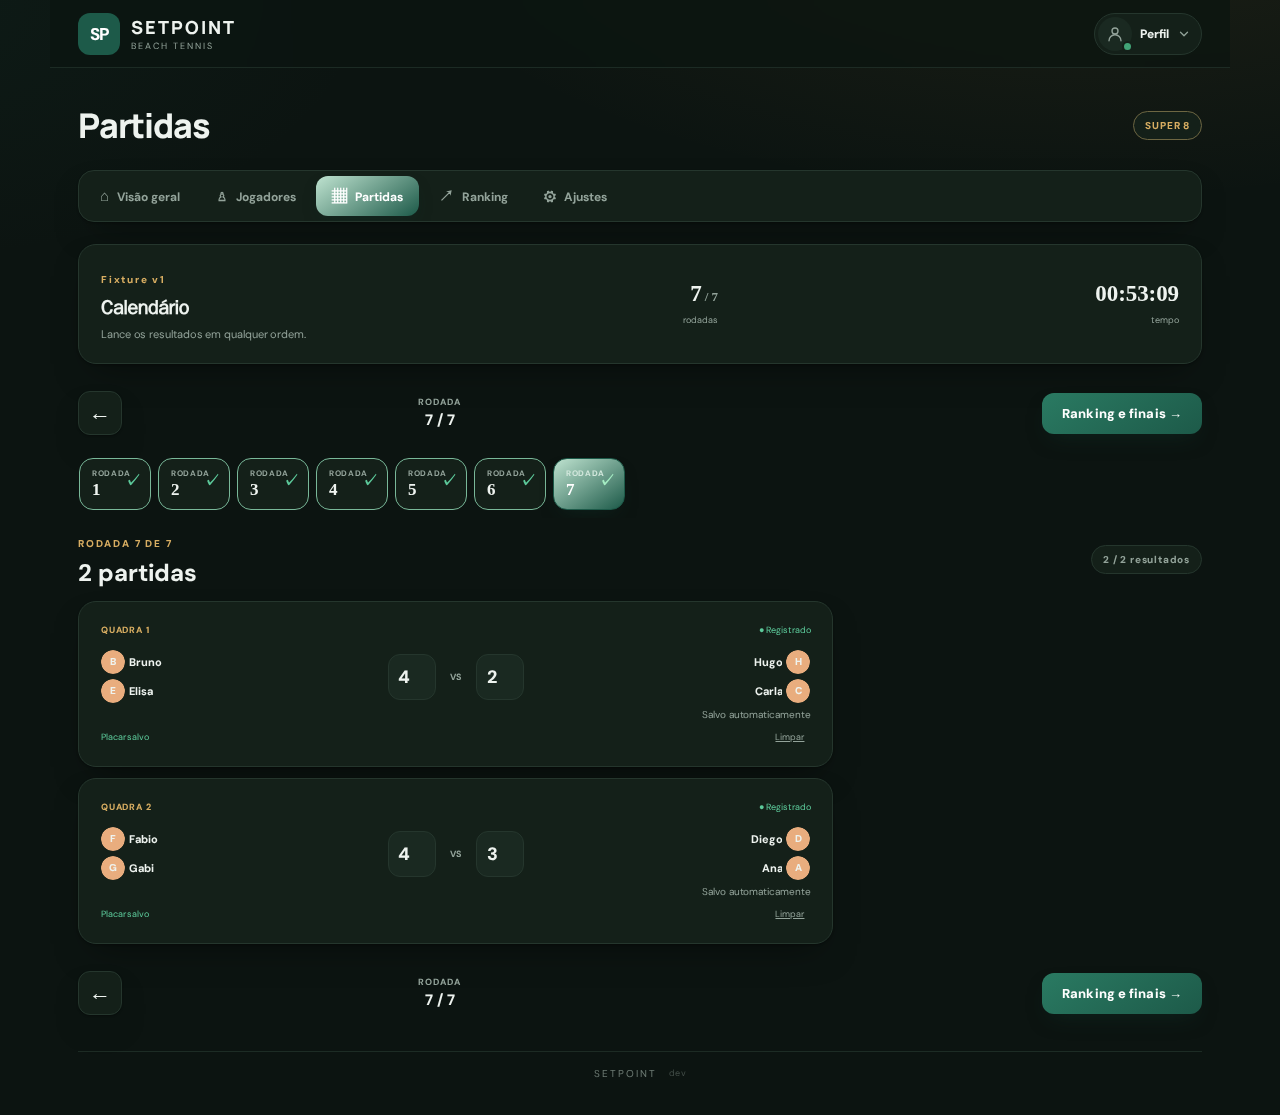 SP
SETPOINT
BEACH TENNIS
Perfil
Partidas
SUPER 8
Visão geral
Jogadores
Partidas
Ranking
Ajustes
Fixture v1
Calendário
Lance os resultados em qualquer ordem.
7 / 7
rodadas
00:53:09
tempo
←
RODADA
7 / 7
Ranking e finais →
RODADA
1 ✓
RODADA
2 ✓
RODADA
3 ✓
RODADA
4 ✓
RODADA
5 ✓
RODADA
6 ✓
RODADA
7 ✓
RODADA 7 DE 7
2 partidas
2 / 2 resultados
QUADRA 1
● Registrado
B Bruno
E Elisa
4 vs 2
Hugo H
Carla C
Salvo automaticamente
Placar salvo
Limpar
QUADRA 2
● Registrado
F Fabio
G Gabi
4 vs 3
Diego D
Ana A
Salvo automaticamente
Placar salvo
Limpar
←
RODADA
7 / 7
Ranking e finais →
SETPOINT dev